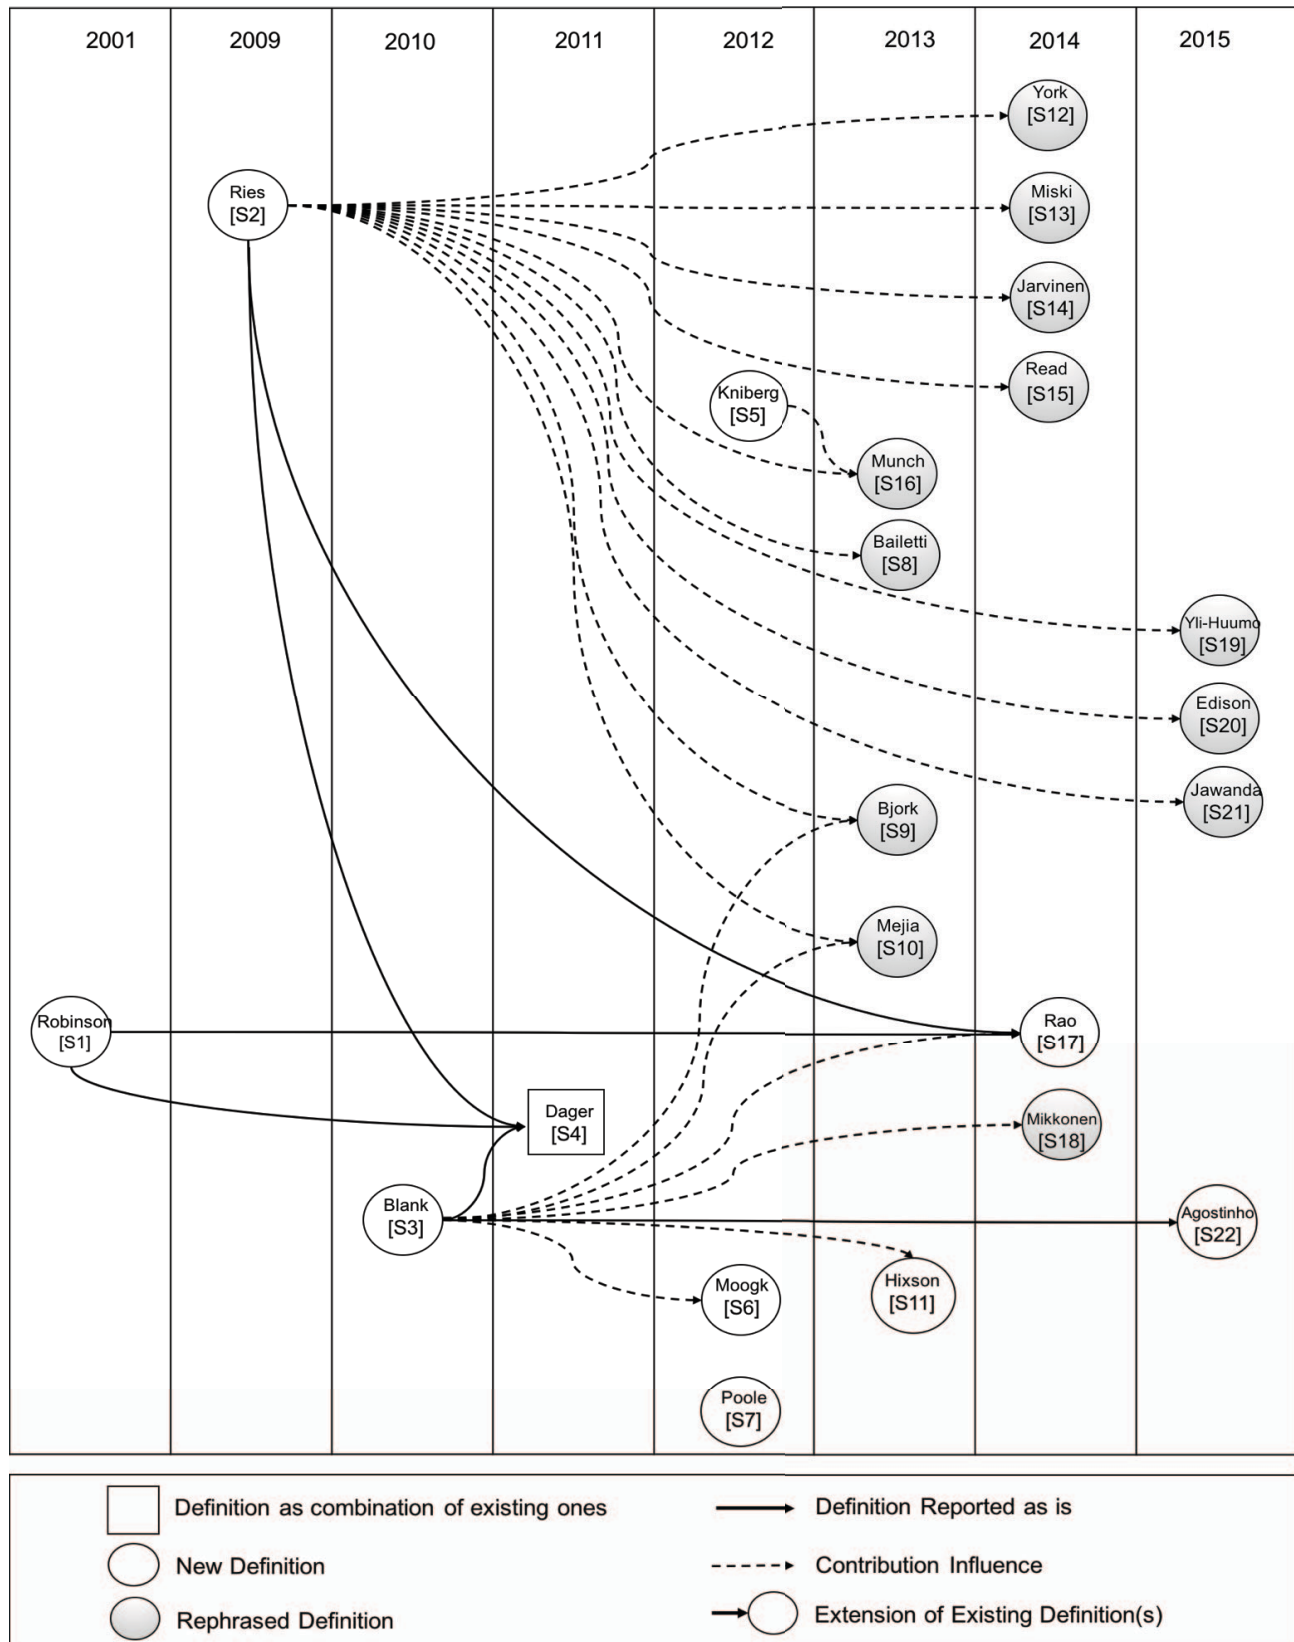 2001 2009 2010 2011 2012 2013 2014 2015
York
[S12]
Ries
[S2]
Miski
[S13]
Jarvinen
[S14]
Read
[S15]
Kniberg
[S5]
Munch
[S16]
Bailetti
[S8]
Yli-Huumo
[S19]
Edison
[S20]
Jawanda
[S21]
Bjork
[S9]
Mejia
[S10]
Robinson
[S1]
Rao
[S17]
Dager
[S4]
Mikkonen
[S18]
Blank
[S3]
Agostinho
[S22]
Moogk
[S6]
Hixson
[S11]
Poole
[S7]
Definition as combination of existing ones
Definition Reported as is
New Definition
Contribution Influence
Rephrased Definition
Extension of Existing Definition(s)